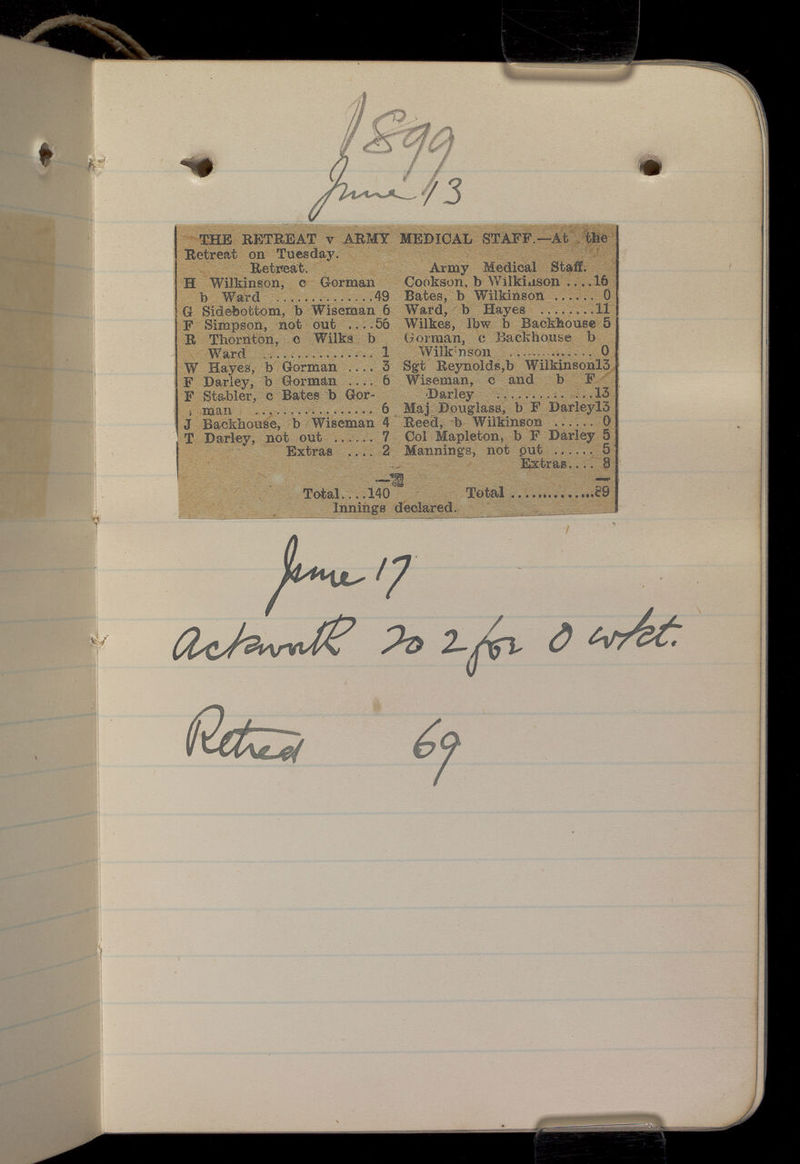 1899
June 13
THE RETREAT v ARMY MEDICAL STAFF.—At the
Retreat on Tuesday.
Retreat.
H Wilkinson, c Gorman
b Ward ..............49
G Sidebottom, b Wiseman 6
F Simpson, not out ....56
R Thornton, c Wilks b
Ward ................ 1
W Hayes, b Gorman .... 3
F Darley, b Gorman .... 6
F Stabler, c Bates b Gor-
man ................ 6
J Backhouse, b Wiseman 4
T Darley, not out ...... 7
Extras .... 2
—
Total....140
Army Medical Staff.
Cookson, b Wilkinson ....16
Bates, b Wilkinson ...... 0
Ward, b Hayes ........11
Wilkes, lbw b Backhouse 5
Gorman, c Backhouse b
Wilk nson .............. 0
Sgt Reynolds,b Wilkinson13
Wiseman, c and b F
Darley ..............13
Maj Douglass, b F Darley13
Reed, b Wilkinson ...... 0
Col Mapleton, b F Darley 5
Mannings, not out ...... 5
Extras.... 8
—
Total ..............89
Innings declared.
June 17
2 for 0 wkt.
69